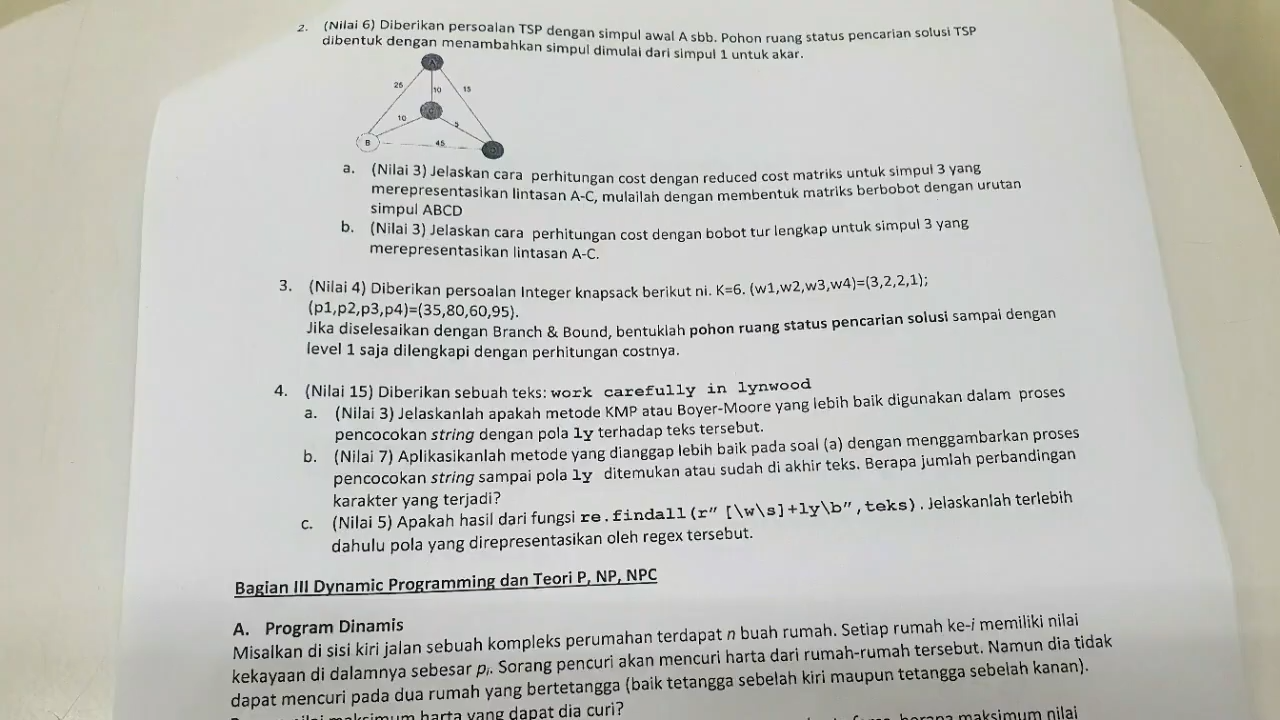 2. (Nilai 6) Diberikan persoalan TSP dengan simpul awal A sbb. Pohon ruang status pencarian solusi TSP
dibentuk dengan menambahkan simpul dimulai dari simpul 1 untuk akar.
A
25 10 15
C
10 5
B 45
a. (Nilai 3) Jelaskan cara perhitungan cost dengan reduced cost matriks untuk simpul 3 yang
merepresentasikan lintasan A-C, mulailah dengan membentuk matriks berbobot dengan urutan
simpul ABCD
b. (Nilai 3) Jelaskan cara perhitungan cost dengan bobot tur lengkap untuk simpul 3 yang
merepresentasikan lintasan A-C.
3. (Nilai 4) Diberikan persoalan Integer knapsack berikut ni. K=6. (w1,w2,w3,w4)=(3,2,2,1);
(p1,p2,p3,p4)=(35,80,60,95).
Jika diselesaikan dengan Branch & Bound, bentuklah pohon ruang status pencarian solusi sampai dengan
level 1 saja dilengkapi dengan perhitungan costnya.
4. (Nilai 15) Diberikan sebuah teks: work carefully in lynwood
a. (Nilai 3) Jelaskanlah apakah metode KMP atau Boyer-Moore yang lebih baik digunakan dalam proses
pencocokan string dengan pola ly terhadap teks tersebut.
b. (Nilai 7) Aplikasikanlah metode yang dianggap lebih baik pada soal (a) dengan menggambarkan proses
pencocokan string sampai pola ly ditemukan atau sudah di akhir teks. Berapa jumlah perbandingan
karakter yang terjadi?
c. (Nilai 5) Apakah hasil dari fungsi re.findall(r" [\w\s]+ly\b",teks). Jelaskanlah terlebih
dahulu pola yang direpresentasikan oleh regex tersebut.
Bagian III Dynamic Programming dan Teori P, NP, NPC
A. Program Dinamis
Misalkan di sisi kiri jalan sebuah kompleks perumahan terdapat n buah rumah. Setiap rumah ke-i memiliki nilai
kekayaan di dalamnya sebesar pᵢ. Sorang pencuri akan mencuri harta dari rumah-rumah tersebut. Namun dia tidak
dapat mencuri pada dua rumah yang bertetangga (baik tetangga sebelah kiri maupun tetangga sebelah kanan).
maksimum harta yang dapat dia curi?
berapa maksimum nilai